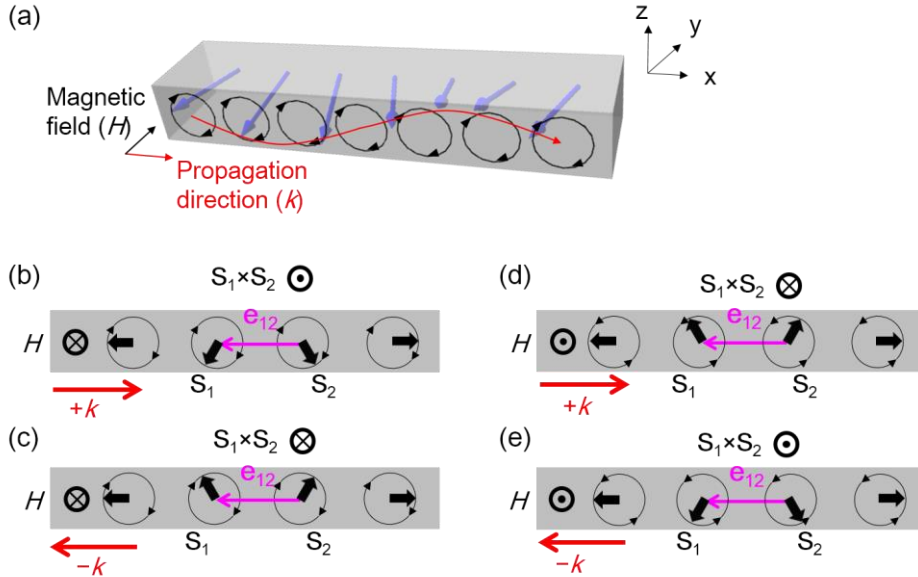 (a)
z
y
x
Magnetic
field (H)
Propagation
direction (k)
(b)
S₁×S₂ ⊙
e₁₂
H ⊗
S₁ S₂
+k
(c)
S₁×S₂ ⊗
e₁₂
H ⊗
S₁ S₂
−k
(d)
S₁×S₂ ⊗
e₁₂
H ⊙
S₁ S₂
+k
(e)
S₁×S₂ ⊙
e₁₂
H ⊙
S₁ S₂
−k